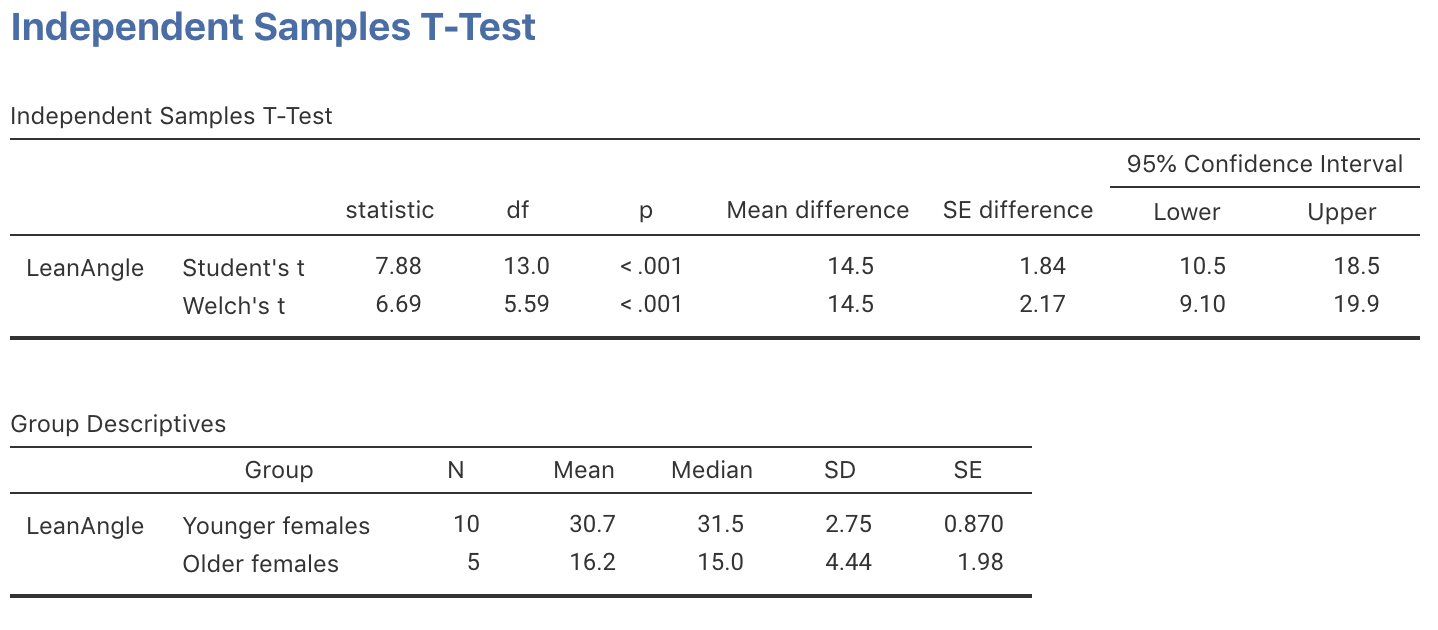 Independent Samples T-Test
Independent Samples T-Test
95% Confidence Interval
statistic df p Mean difference SE difference Lower Upper
LeanAngle Student's t 7.88 13.0 < .001 14.5 1.84 10.5 18.5
Welch's t 6.69 5.59 < .001 14.5 2.17 9.10 19.9
Group Descriptives
Group N Mean Median SD SE
LeanAngle Younger females 10 30.7 31.5 2.75 0.870
Older females 5 16.2 15.0 4.44 1.98